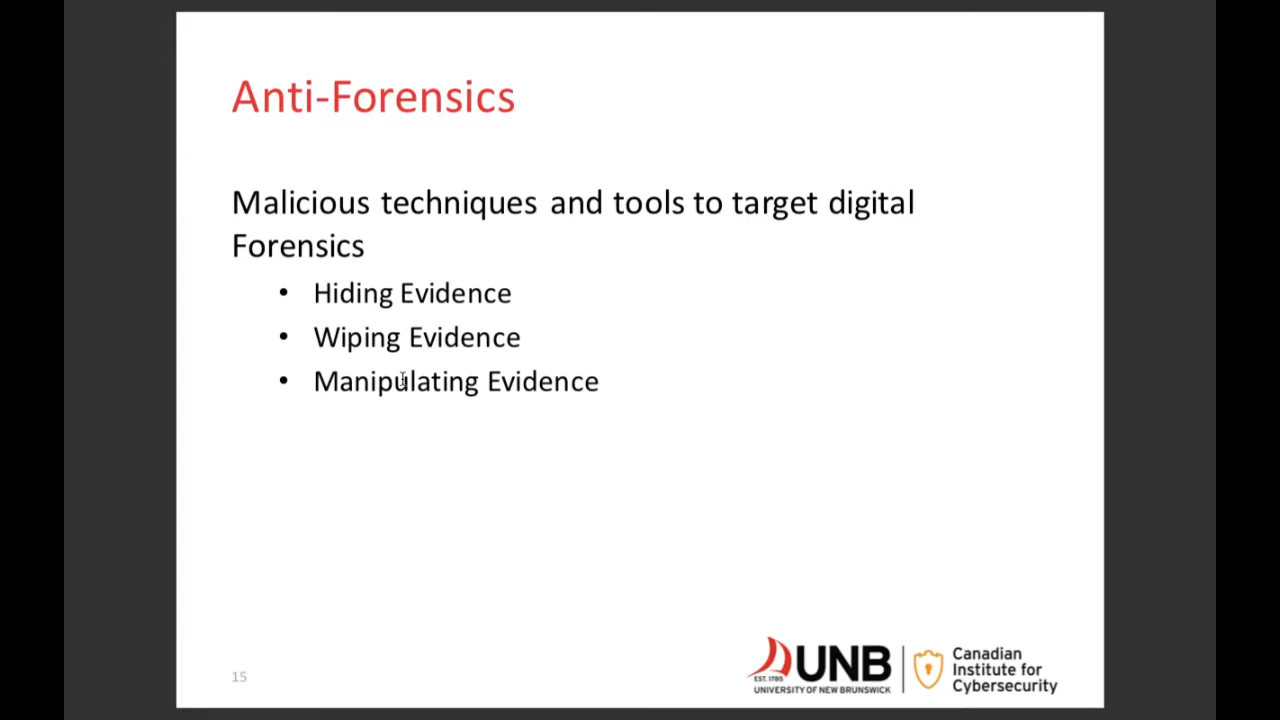 Anti-Forensics
Malicious techniques and tools to target digital
Forensics
• Hiding Evidence
• Wiping Evidence
• Manipulating Evidence
15
EST. 1785
UNB
UNIVERSITY OF NEW BRUNSWICK
Canadian
Institute for
Cybersecurity